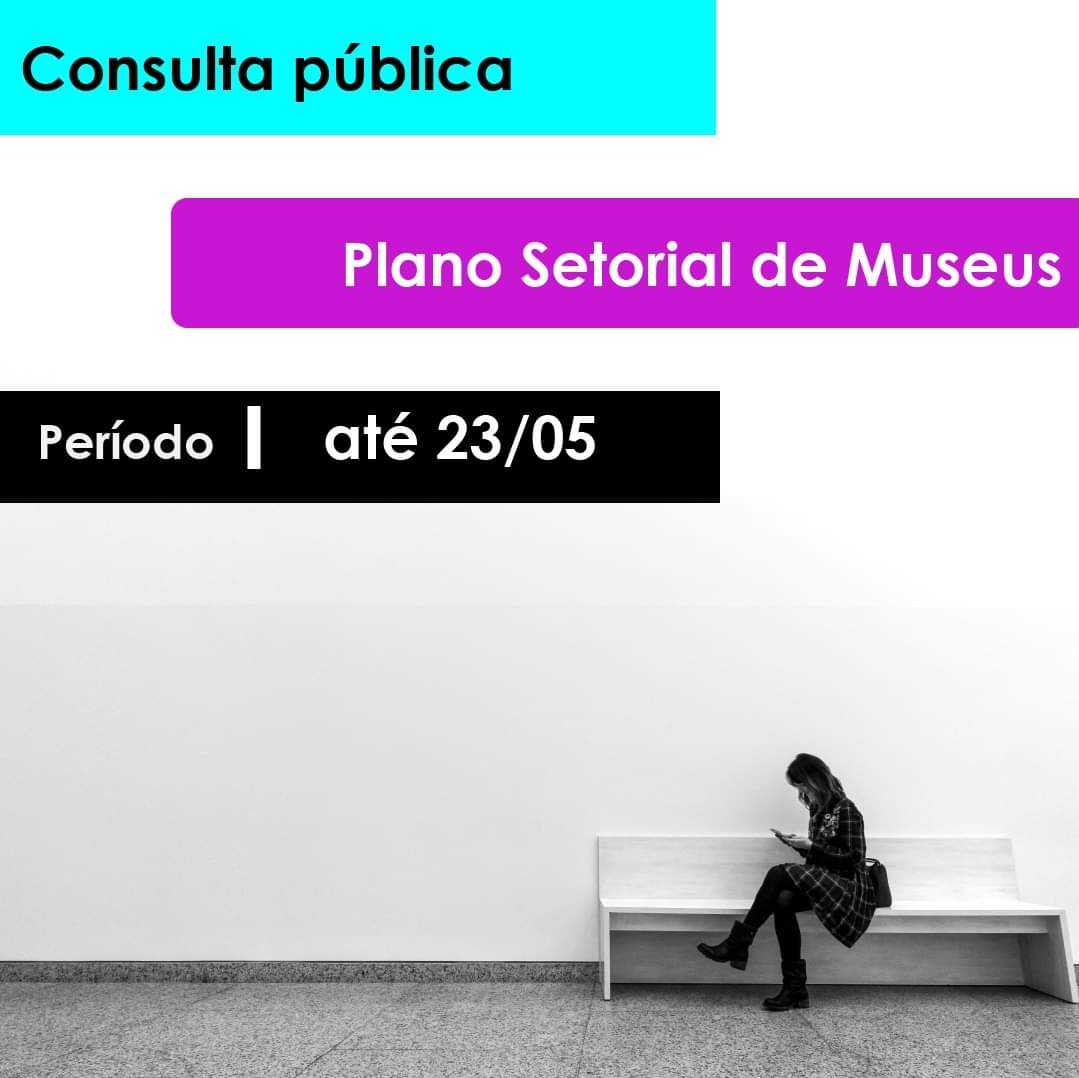 Consulta pública
Plano Setorial de Museus
Período | até 23/05